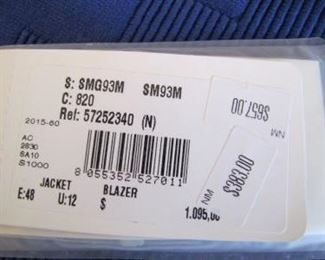 S: SMG93M SM93M
C: 820
Ref: 57252340 (N)
2015-60
AC
2830
SA10
S1000
8 055352 527011
JACKET BLAZER
E:48 U:12 $ 1.095,00
$657.00
NM
$383.00
NM